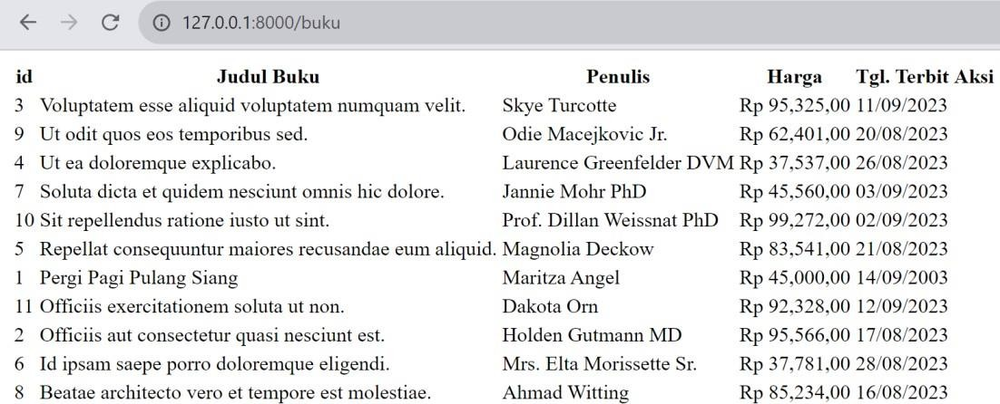 127.0.0.1:8000/buku
id Judul Buku Penulis Harga Tgl. Terbit Aksi
3 Voluptatem esse aliquid voluptatem numquam velit. Skye Turcotte Rp 95,325,00 11/09/2023
9 Ut odit quos eos temporibus sed. Odie Macejkovic Jr. Rp 62,401,00 20/08/2023
4 Ut ea doloremque explicabo. Laurence Greenfelder DVM Rp 37,537,00 26/08/2023
7 Soluta dicta et quidem nesciunt omnis hic dolore. Jannie Mohr PhD Rp 45,560,00 03/09/2023
10 Sit repellendus ratione iusto ut sint. Prof. Dillan Weissnat PhD Rp 99,272,00 02/09/2023
5 Repellat consequuntur maiores recusandae eum aliquid. Magnolia Deckow Rp 83,541,00 21/08/2023
1 Pergi Pagi Pulang Siang Maritza Angel Rp 45,000,00 14/09/2003
11 Officiis exercitationem soluta ut non. Dakota Orn Rp 92,328,00 12/09/2023
2 Officiis aut consectetur quasi nesciunt est. Holden Gutmann MD Rp 95,566,00 17/08/2023
6 Id ipsam saepe porro doloremque eligendi. Mrs. Elta Morissette Sr. Rp 37,781,00 28/08/2023
8 Beatae architecto vero et tempore est molestiae. Ahmad Witting Rp 85,234,00 16/08/2023